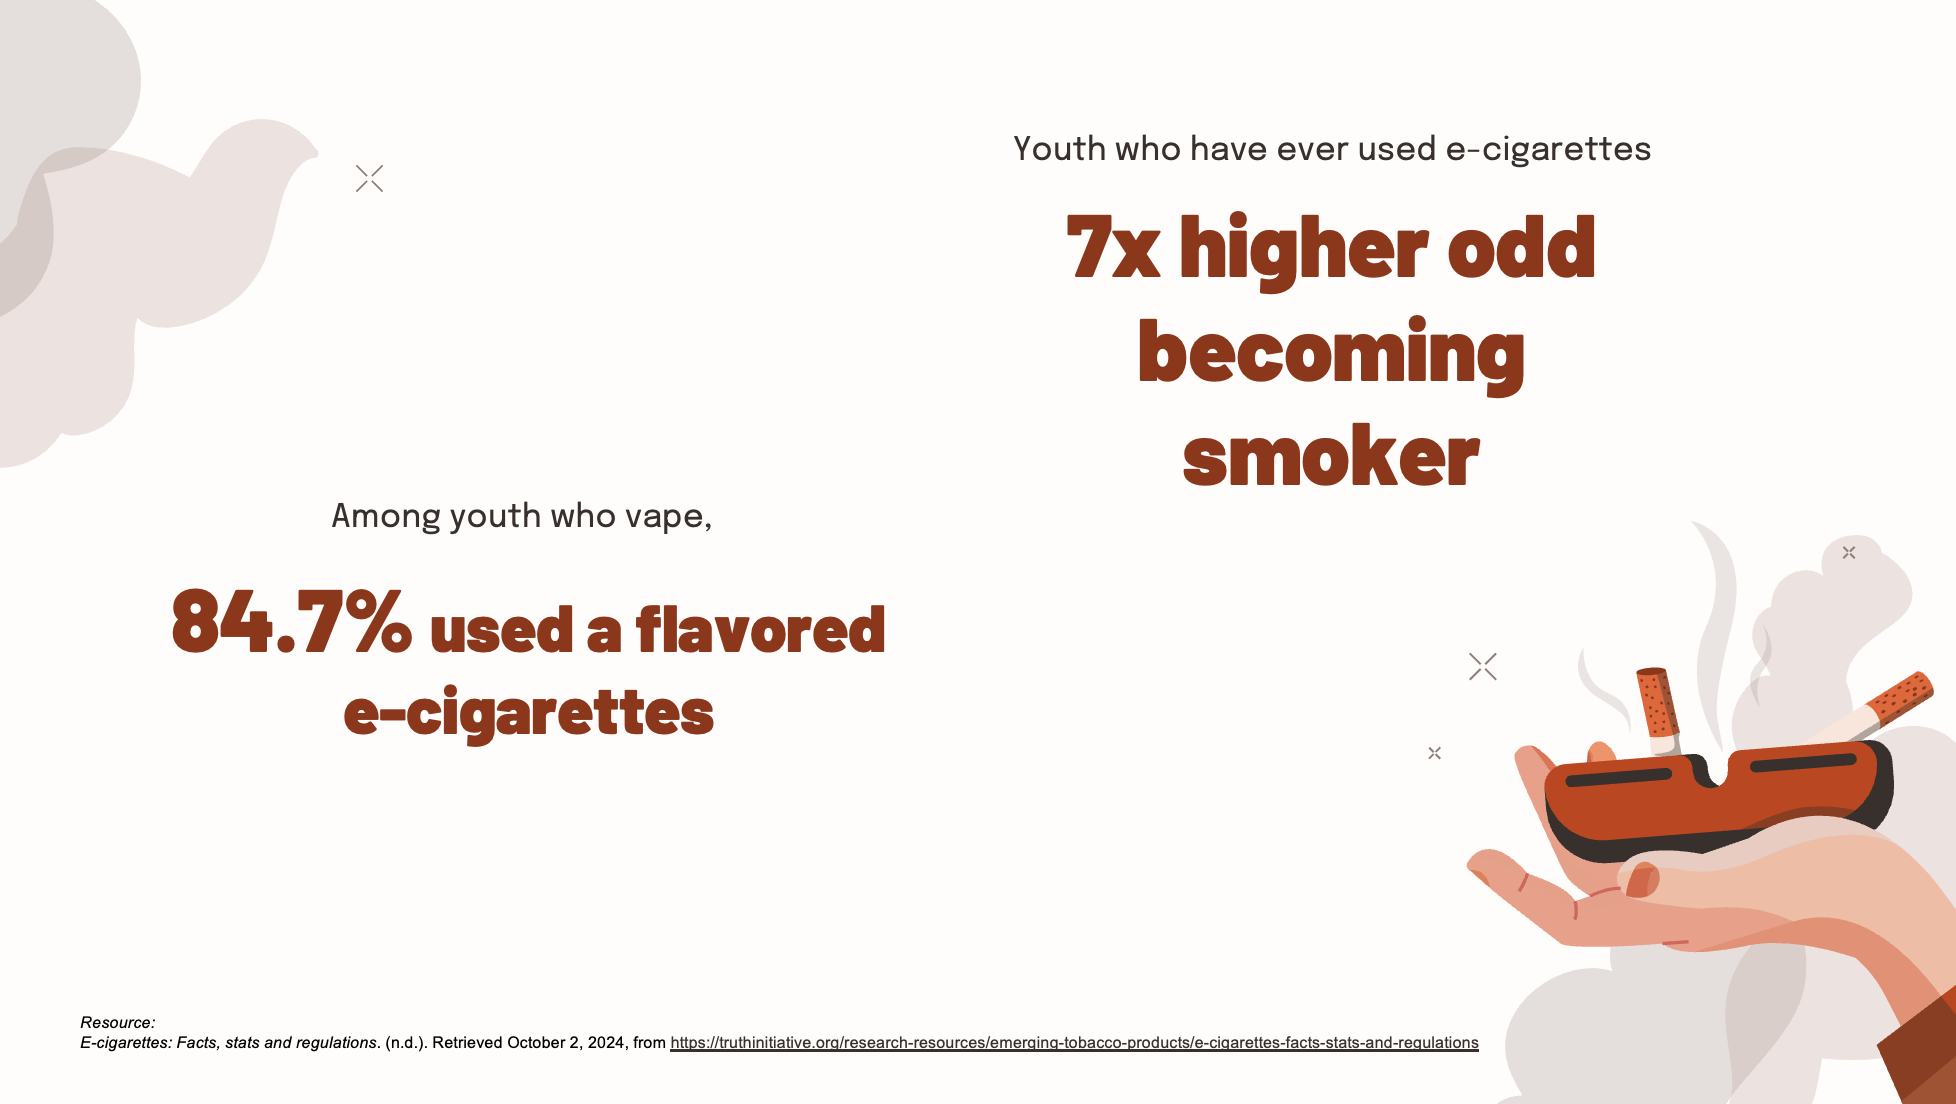 Youth who have ever used e-cigarettes
7x higher odd
becoming
smoker
Among youth who vape,
84.7% used a flavored
e-cigarettes
Resource:
E-cigarettes: Facts, stats and regulations. (n.d.). Retrieved October 2, 2024, from https://truthinitiative.org/research-resources/emerging-tobacco-products/e-cigarettes-facts-stats-and-regulations